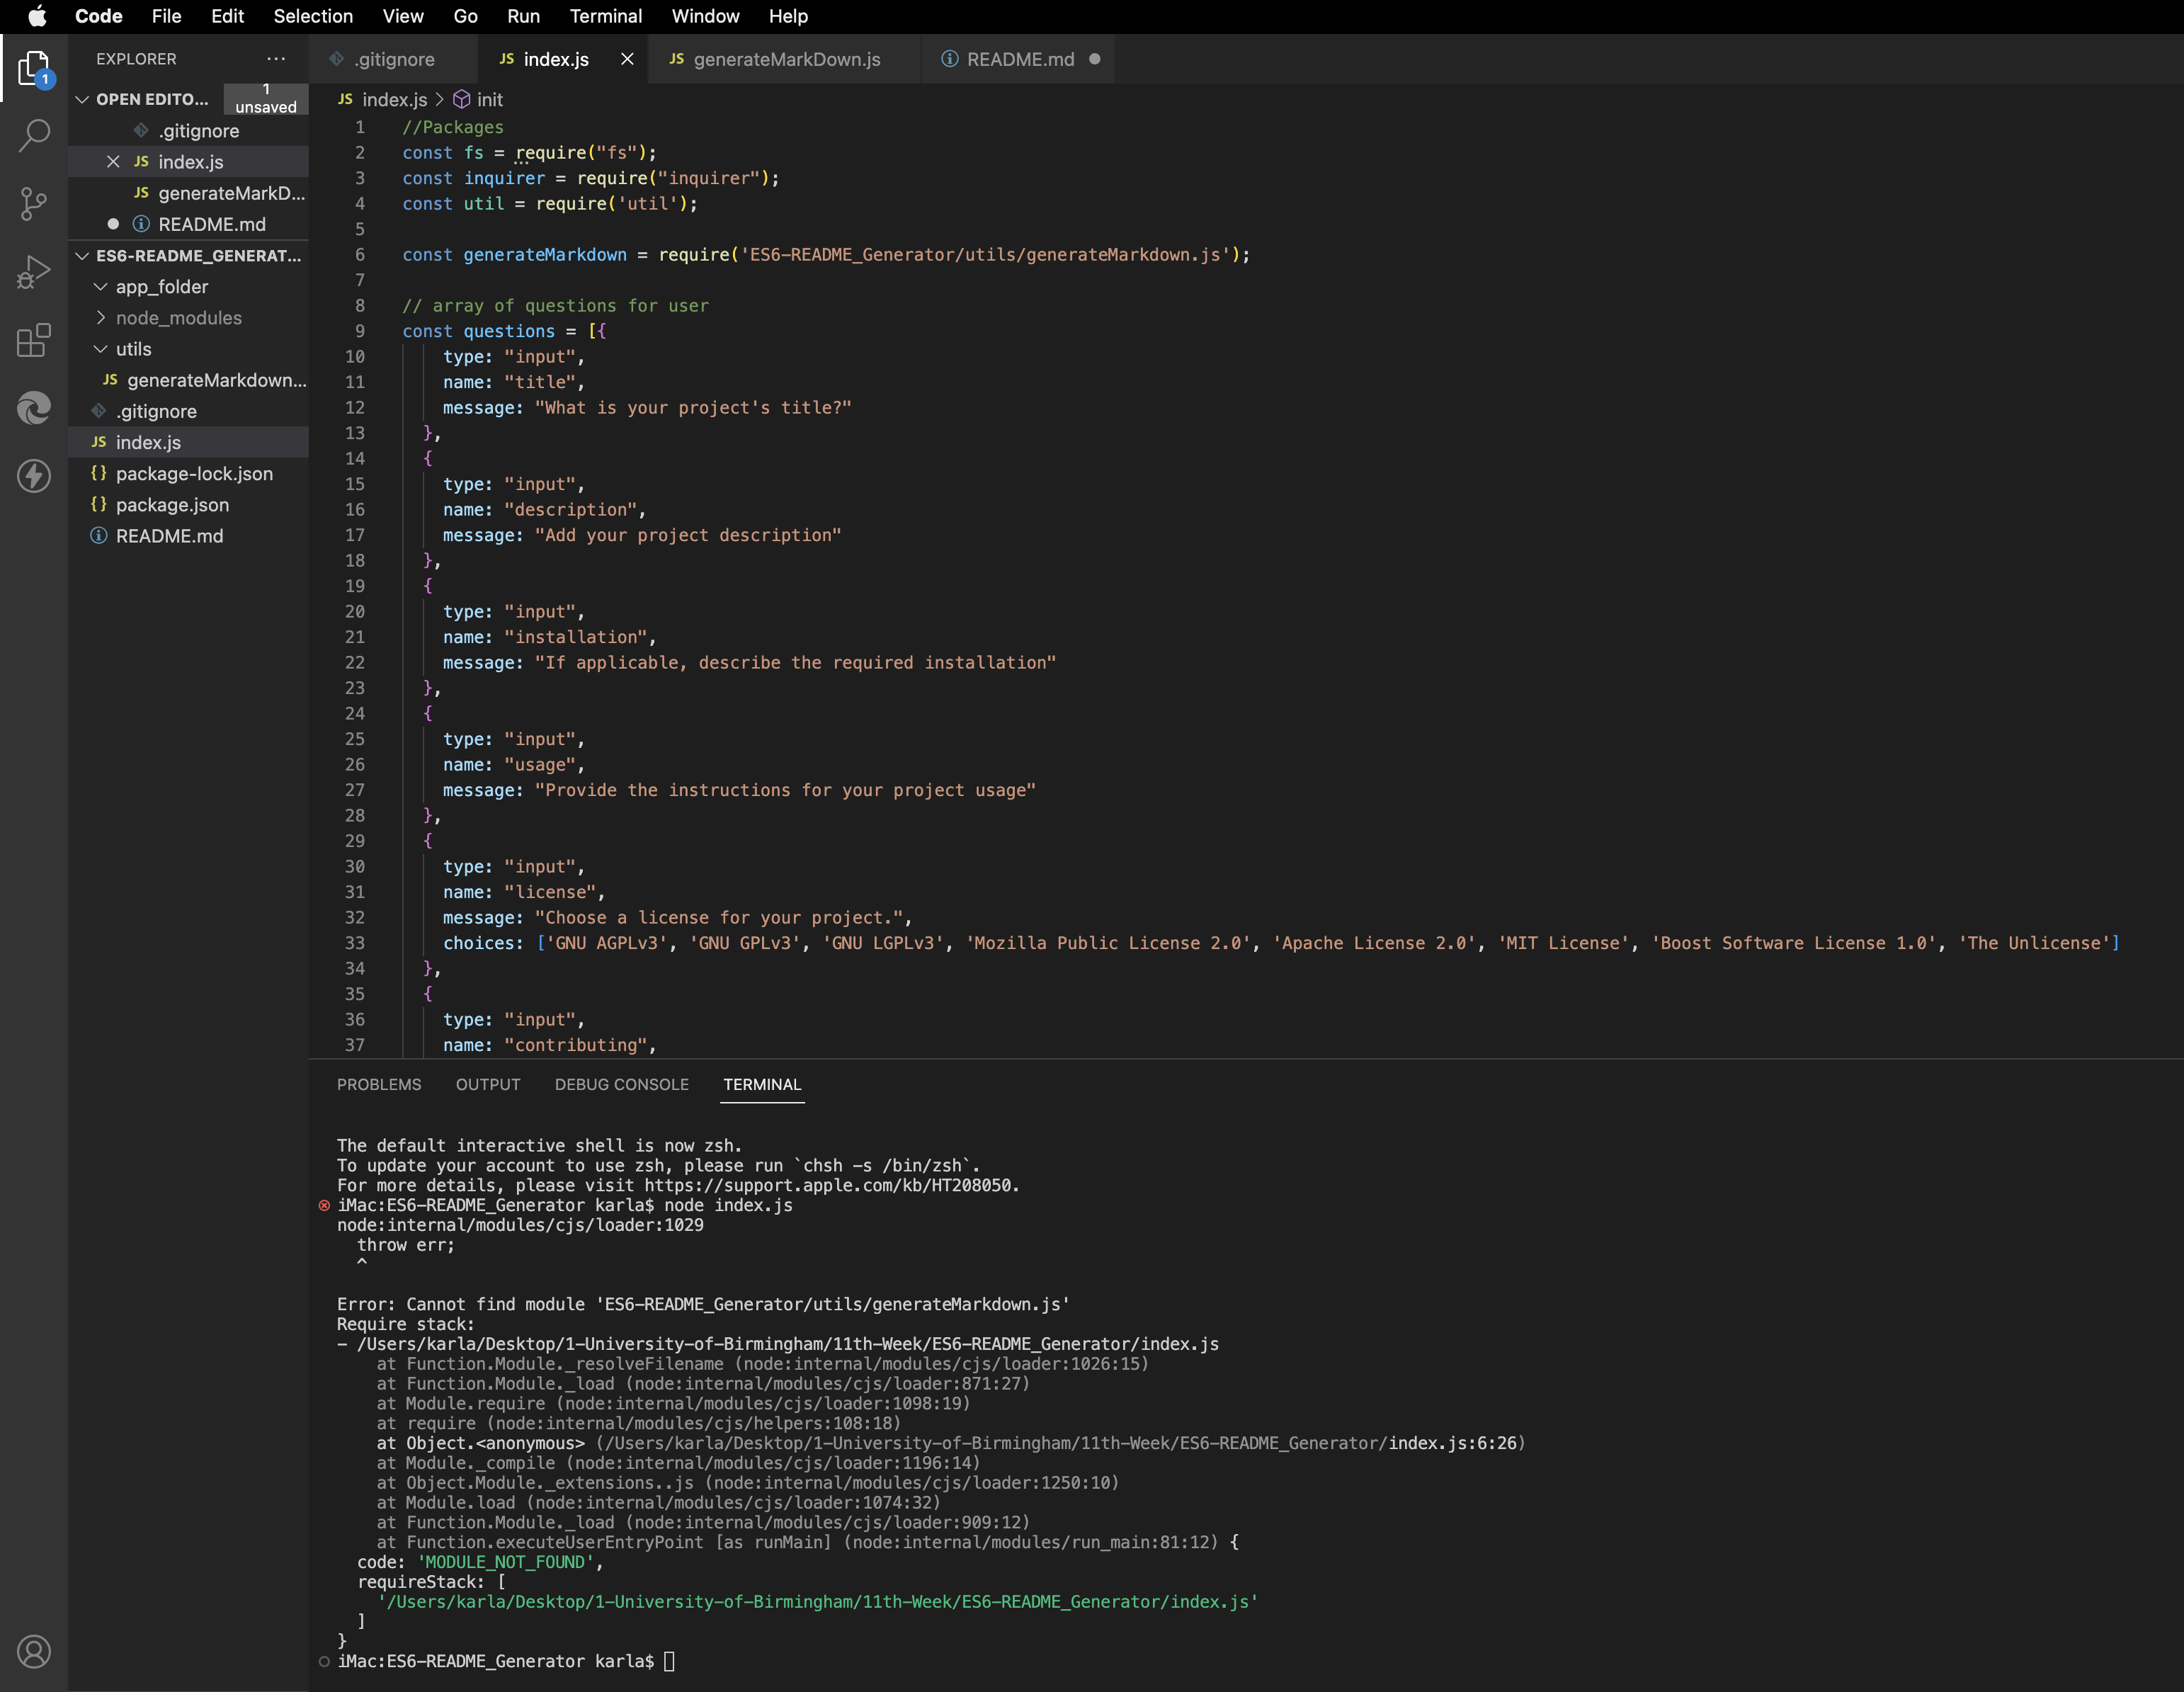 Code File Edit Selection View Go Run Terminal Window Help
EXPLORER ...
1
OPEN EDITO... 1 unsaved
.gitignore
JS index.js
JS generateMarkD...
README.md
ES6-README_GENERAT...
app_folder
node_modules
utils
JS generateMarkdown...
.gitignore
JS index.js
{} package-lock.json
{} package.json
README.md
.gitignore JS index.js JS generateMarkDown.js README.md
JS index.js > init
1 //Packages
2 const fs = require("fs");
3 const inquirer = require("inquirer");
4 const util = require('util');
5
6 const generateMarkdown = require('ES6-README_Generator/utils/generateMarkdown.js');
7
8 // array of questions for user
9 const questions = [{
10 type: "input",
11 name: "title",
12 message: "What is your project's title?"
13 },
14 {
15 type: "input",
16 name: "description",
17 message: "Add your project description"
18 },
19 {
20 type: "input",
21 name: "installation",
22 message: "If applicable, describe the required installation"
23 },
24 {
25 type: "input",
26 name: "usage",
27 message: "Provide the instructions for your project usage"
28 },
29 {
30 type: "input",
31 name: "license",
32 message: "Choose a license for your project.",
33 choices: ['GNU AGPLv3', 'GNU GPLv3', 'GNU LGPLv3', 'Mozilla Public License 2.0', 'Apache License 2.0', 'MIT License', 'Boost Software License 1.0', 'The Unlicense']
34 },
35 {
36 type: "input",
37 name: "contributing",
PROBLEMS OUTPUT DEBUG CONSOLE TERMINAL
The default interactive shell is now zsh.
To update your account to use zsh, please run `chsh -s /bin/zsh`.
For more details, please visit https://support.apple.com/kb/HT208050.
iMac:ES6-README_Generator karla$ node index.js
node:internal/modules/cjs/loader:1029
throw err;
^
Error: Cannot find module 'ES6-README_Generator/utils/generateMarkdown.js'
Require stack:
- /Users/karla/Desktop/1-University-of-Birmingham/11th-Week/ES6-README_Generator/index.js
at Function.Module._resolveFilename (node:internal/modules/cjs/loader:1026:15)
at Function.Module._load (node:internal/modules/cjs/loader:871:27)
at Module.require (node:internal/modules/cjs/loader:1098:19)
at require (node:internal/modules/cjs/helpers:108:18)
at Object.<anonymous> (/Users/karla/Desktop/1-University-of-Birmingham/11th-Week/ES6-README_Generator/index.js:6:26)
at Module._compile (node:internal/modules/cjs/loader:1196:14)
at Object.Module._extensions..js (node:internal/modules/cjs/loader:1250:10)
at Module.load (node:internal/modules/cjs/loader:1074:32)
at Function.Module._load (node:internal/modules/cjs/loader:909:12)
at Function.executeUserEntryPoint [as runMain] (node:internal/modules/run_main:81:12) {
code: 'MODULE_NOT_FOUND',
requireStack: [
'/Users/karla/Desktop/1-University-of-Birmingham/11th-Week/ES6-README_Generator/index.js'
]
}
iMac:ES6-README_Generator karla$